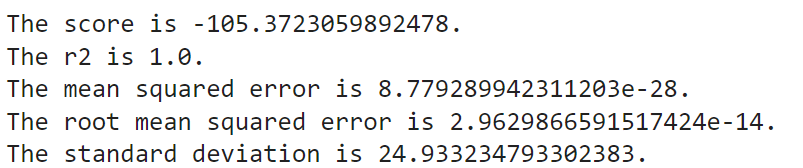 The score is -105.3723059892478.
The r2 is 1.0.
The mean squared error is 8.779289942311203e-28.
The root mean squared error is 2.9629866591517424e-14.
The standard deviation is 24.933234793302383.